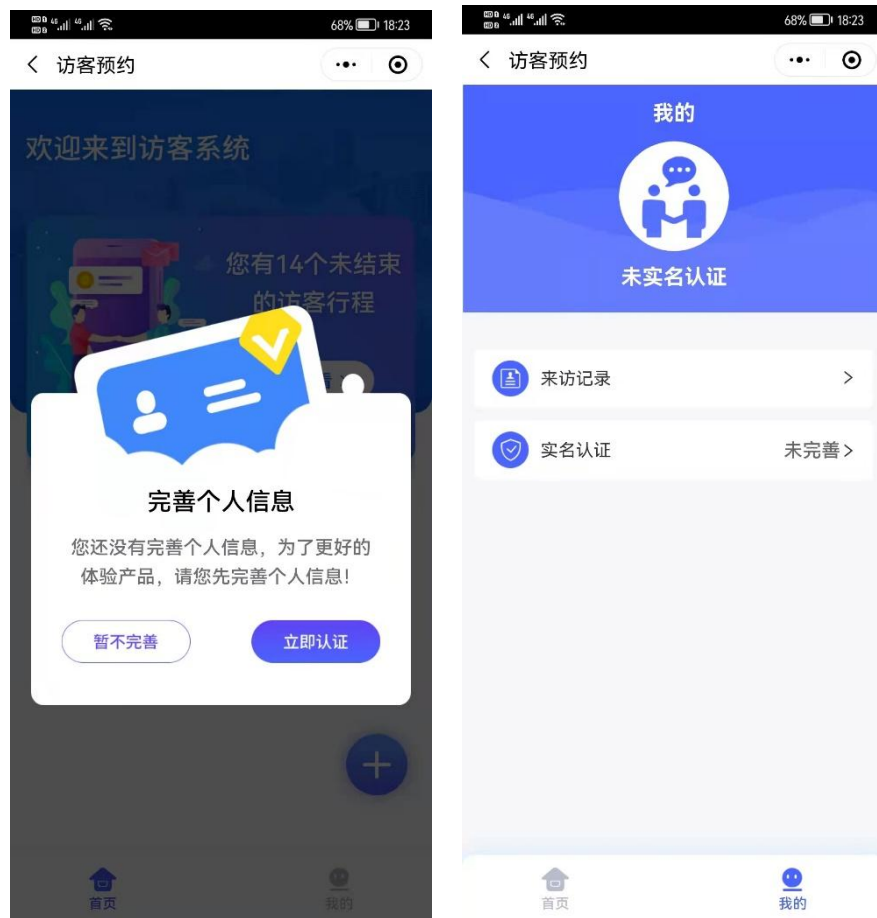 68% 18:23
访客预约
欢迎来到访客系统
您有14个未结束
的访客行程
完善个人信息
您还没有完善个人信息，为了更好的
体验产品，请您先完善个人信息！
暂不完善
立即认证
首页
我的
68% 18:23
访客预约
我的
未实名认证
来访记录
实名认证
未完善
首页
我的